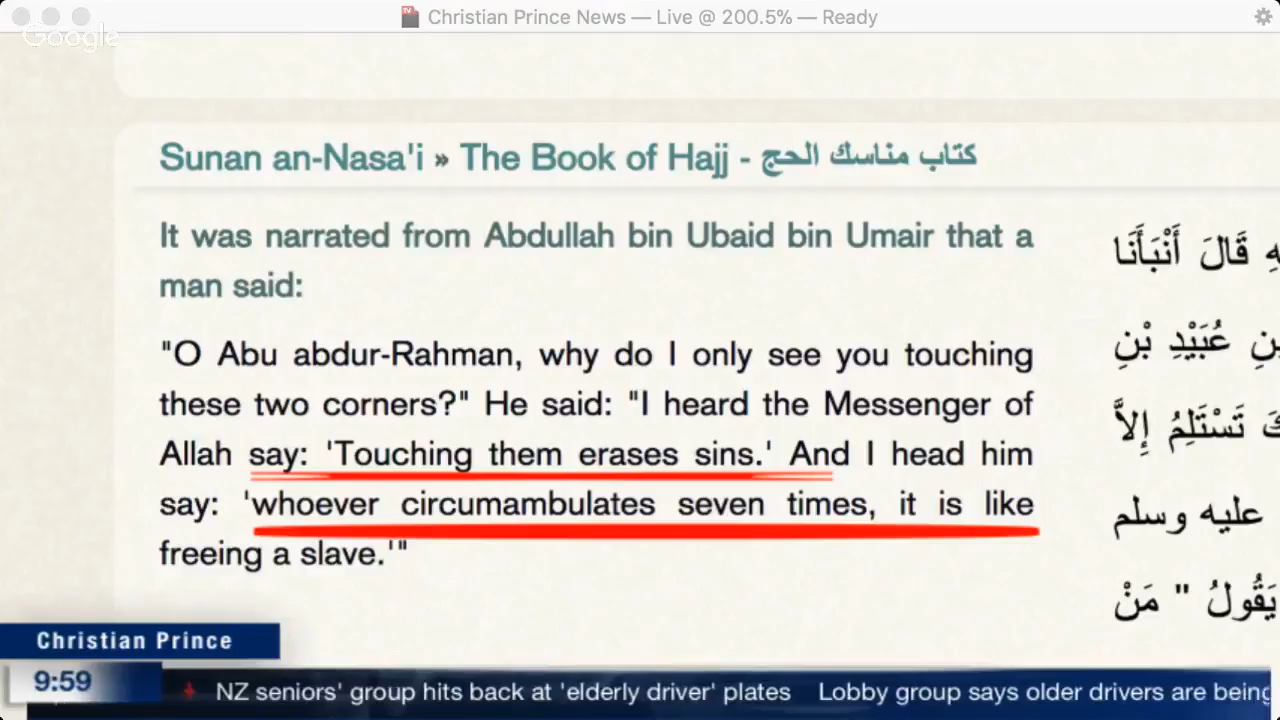 Christian Prince News — Live @ 200.5% — Ready
Google
Sunan an-Nasa'i » The Book of Hajj - كتاب مناسك الحج
It was narrated from Abdullah bin Ubaid bin Umair that a
man said:
"O Abu abdur-Rahman, why do I only see you touching
these two corners?" He said: "I heard the Messenger of
Allah say: 'Touching them erases sins.' And I head him
say: 'whoever circumambulates seven times, it is like
freeing a slave.'"
قَالَ أَنْبَأَنَا
عُبَيْدِ بْنِ
تَسْتَلِمُ إِلاَّ
عليه وسلم
يَقُولُ " مَنْ
Christian Prince
9:59
NZ seniors' group hits back at 'elderly driver' plates Lobby group says older drivers are being